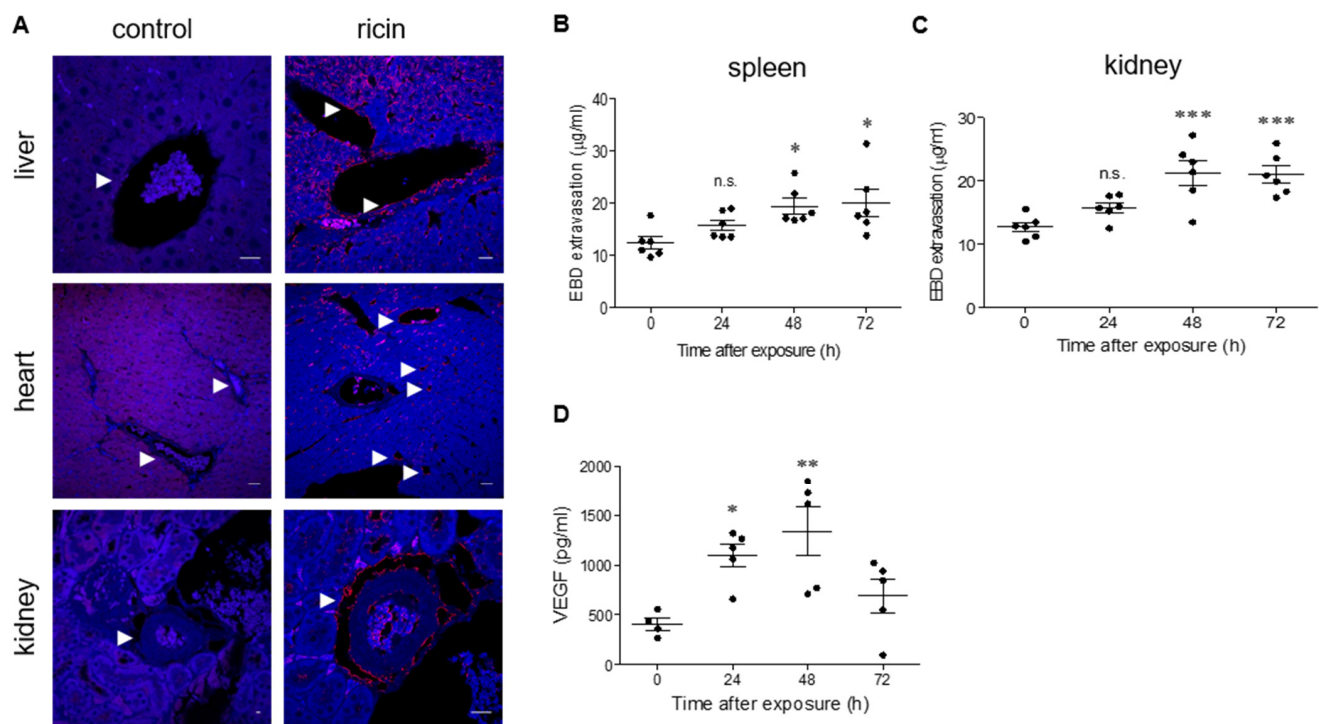 A
control
ricin
liver
heart
kidney
B
spleen
EBD extravasation (µg/ml)
40
30
20
10
0
n.s.
*
*
0 24 48 72
Time after exposure (h)
C
kidney
EBD extravasation (µg/ml)
30
20
10
0
n.s.
***
***
0 24 48 72
Time after exposure (h)
D
VEGF (pg/ml)
2000
1500
1000
500
0
*
**
0 24 48 72
Time after exposure (h)